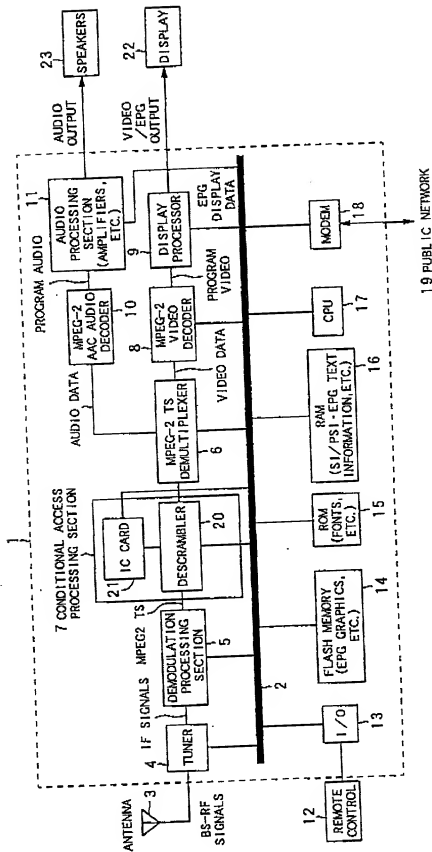 1
ANTENNA
3
BS-RF
SIGNALS
4
TUNER
IF SIGNALS
5
DEMODULATION
PROCESSING
SECTION
MPEG2 TS
7 CONDITIONAL ACCESS
PROCESSING SECTION
21
IC CARD
DESCRAMBLER
20
MPEG-2 TS
DEMULTIPLEXER
6
AUDIO DATA
VIDEO DATA
MPEG-2
AAC AUDIO
DECODER
10
8
MPEG-2
VIDEO
DECODER
PROGRAM AUDIO
PROGRAM
VIDEO
11
AUDIO
PROCESSING
SECTION
(AMPLIFIERS,
ETC.)
9
DISPLAY
PROCESSOR
EPG
DISPLAY
DATA
AUDIO
OUTPUT
VIDEO
/EPG
OUTPUT
23
SPEAKERS
22
DISPLAY
2
12
REMOTE
CONTROL
I/O
13
FLASH MEMORY
(EPG GRAPHICS,
ETC.)
14
ROM
(FONTS,
ETC.)
15
RAM
(SI/PSI·EPG TEXT
INFORMATION,ETC.)
16
CPU
17
MODEM
18
19 PUBLIC NETWORK